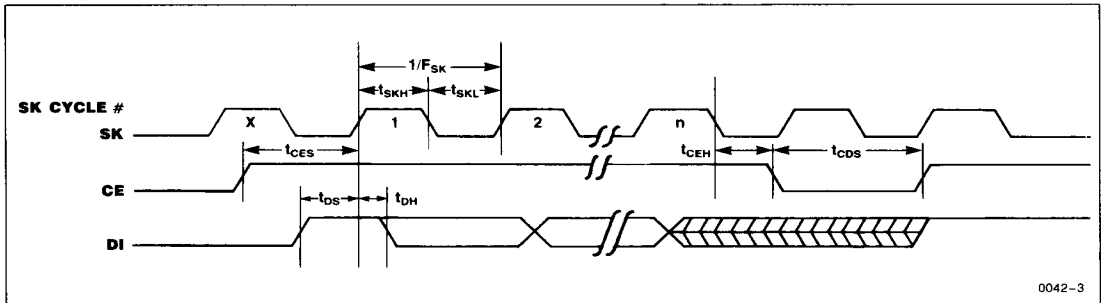 1/FSK
tSKH tSKL
SK CYCLE #
SK X 1 2 n
tCES tCEH tCDS
CE
tDS tDH
DI
0042-3